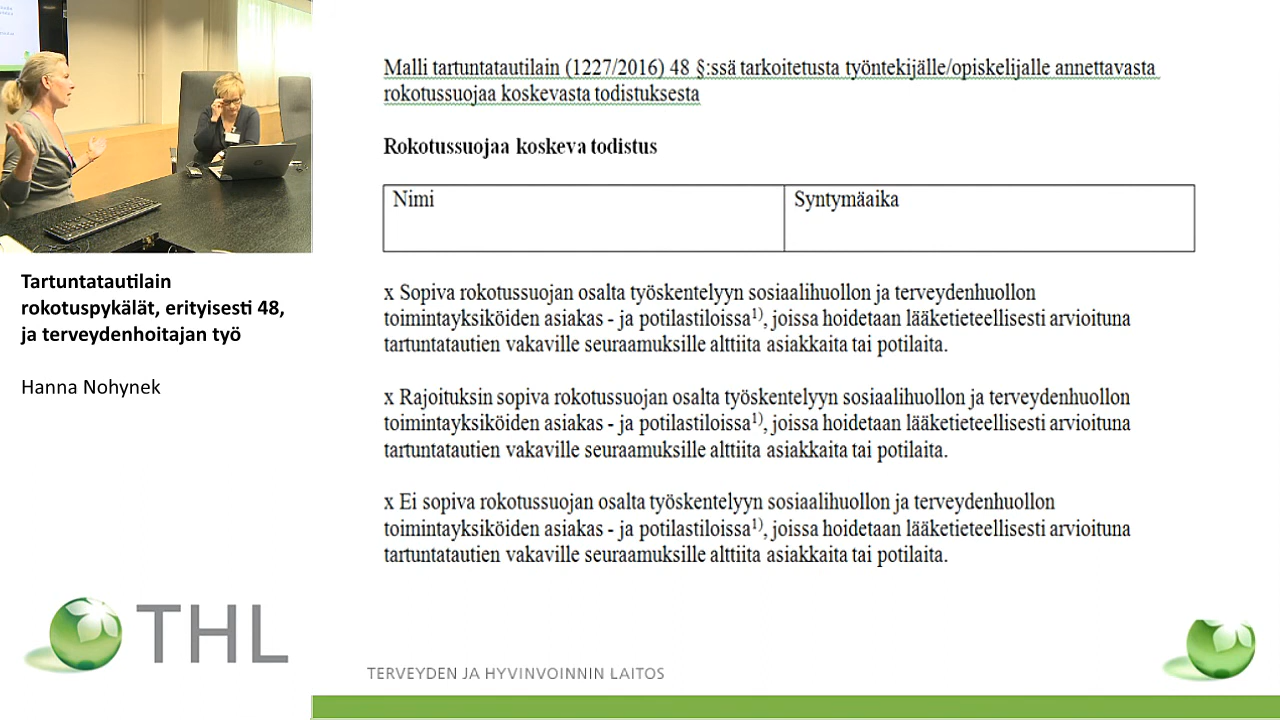 Malli tartuntatautilain (1227/2016) 48 §:ssä tarkoitetusta työntekijälle/opiskelijalle annettavasta
rokotussuojaa koskevasta todistuksesta
Rokotussuojaa koskeva todistus
Nimi
Syntymäaika
x Sopiva rokotussuojan osalta työskentelyyn sosiaalihuollon ja terveydenhuollon
toimintayksiköiden asiakas - ja potilastiloissa1), joissa hoidetaan lääketieteellisesti arvioituna
tartuntatautien vakaville seuraamuksille alttiita asiakkaita tai potilaita.
x Rajoituksin sopiva rokotussuojan osalta työskentelyyn sosiaalihuollon ja terveydenhuollon
toimintayksiköiden asiakas - ja potilastiloissa1), joissa hoidetaan lääketieteellisesti arvioituna
tartuntatautien vakaville seuraamuksille alttiita asiakkaita tai potilaita.
x Ei sopiva rokotussuojan osalta työskentelyyn sosiaalihuollon ja terveydenhuollon
toimintayksiköiden asiakas - ja potilastiloissa1), joissa hoidetaan lääketieteellisesti arvioituna
tartuntatautien vakaville seuraamuksille alttiita asiakkaita tai potilaita.
Tartuntatautilain
rokotuspykälät, erityisesti 48,
ja terveydenhoitajan työ
Hanna Nohynek
THL
TERVEYDEN JA HYVINVOINNIN LAITOS